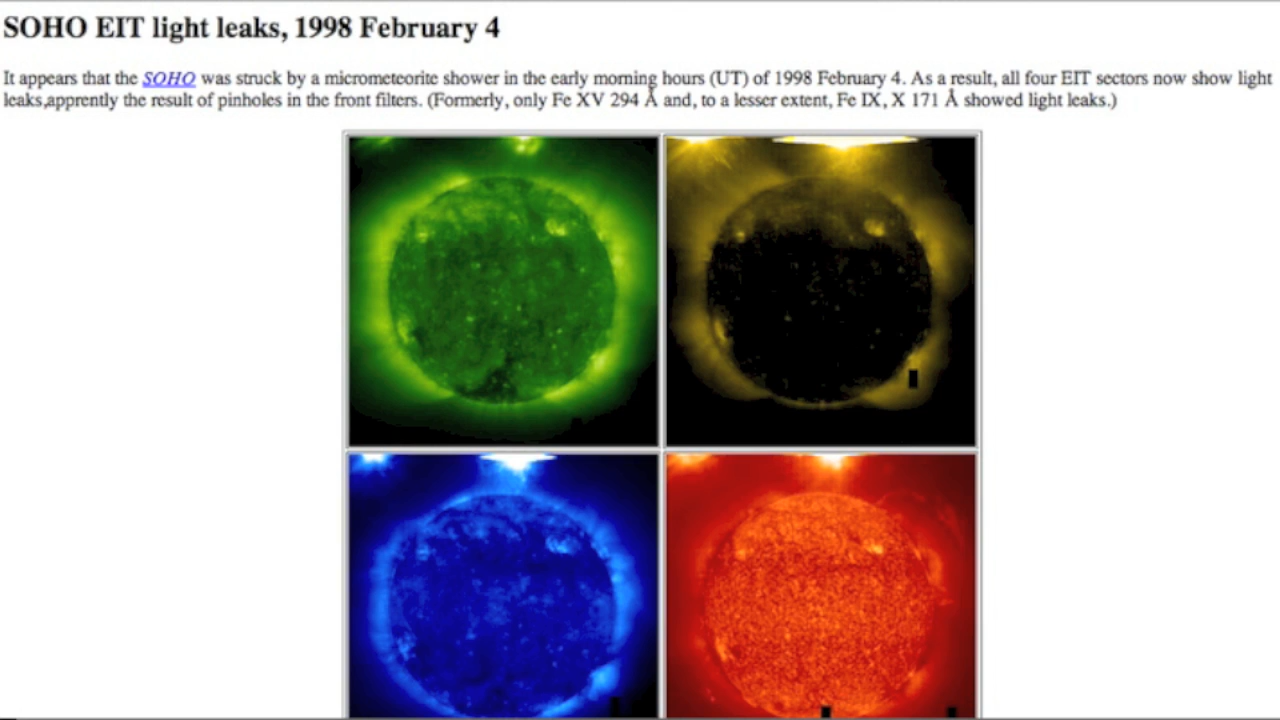 SOHO EIT light leaks, 1998 February 4
It appears that the SOHO was struck by a micrometeorite shower in the early morning hours (UT) of 1998 February 4. As a result, all four EIT sectors now show light
leaks,apprently the result of pinholes in the front filters. (Formerly, only Fe XV 294 Å and, to a lesser extent, Fe IX, X 171 Å showed light leaks.)